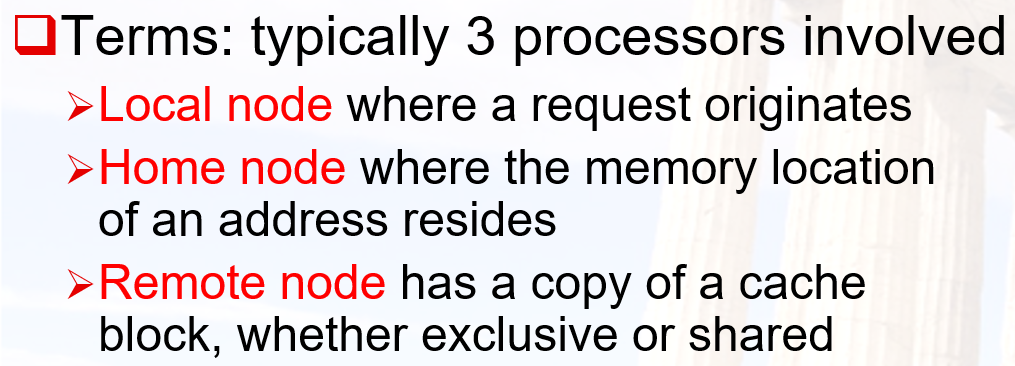 Terms: typically 3 processors involved
Local node where a request originates
Home node where the memory location
of an address resides
Remote node has a copy of a cache
block, whether exclusive or shared